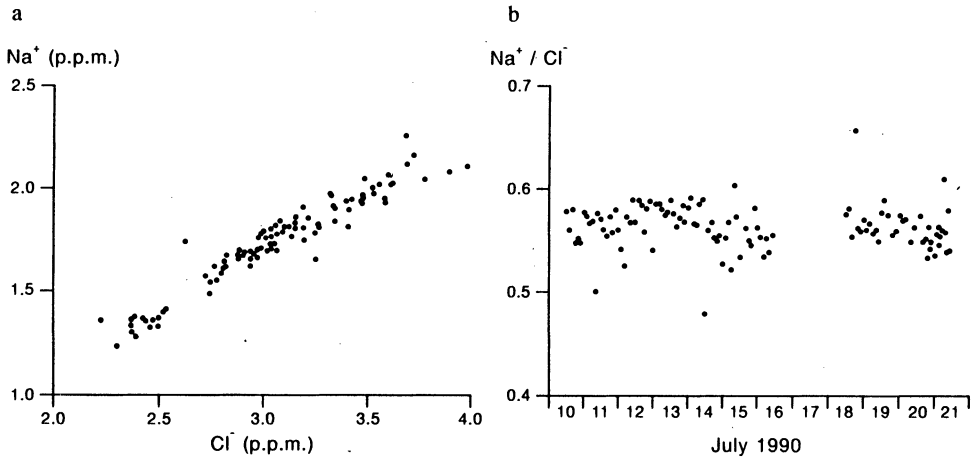 a
Na⁺ (p.p.m.)
2.5
2.0
1.5
1.0
2.0 2.5 3.0 3.5 4.0
Cl⁻ (p.p.m.)
b
Na⁺ / Cl⁻
0.7
0.6
0.5
0.4
10 11 12 13 14 15 16 18 19 20 21
July 1990